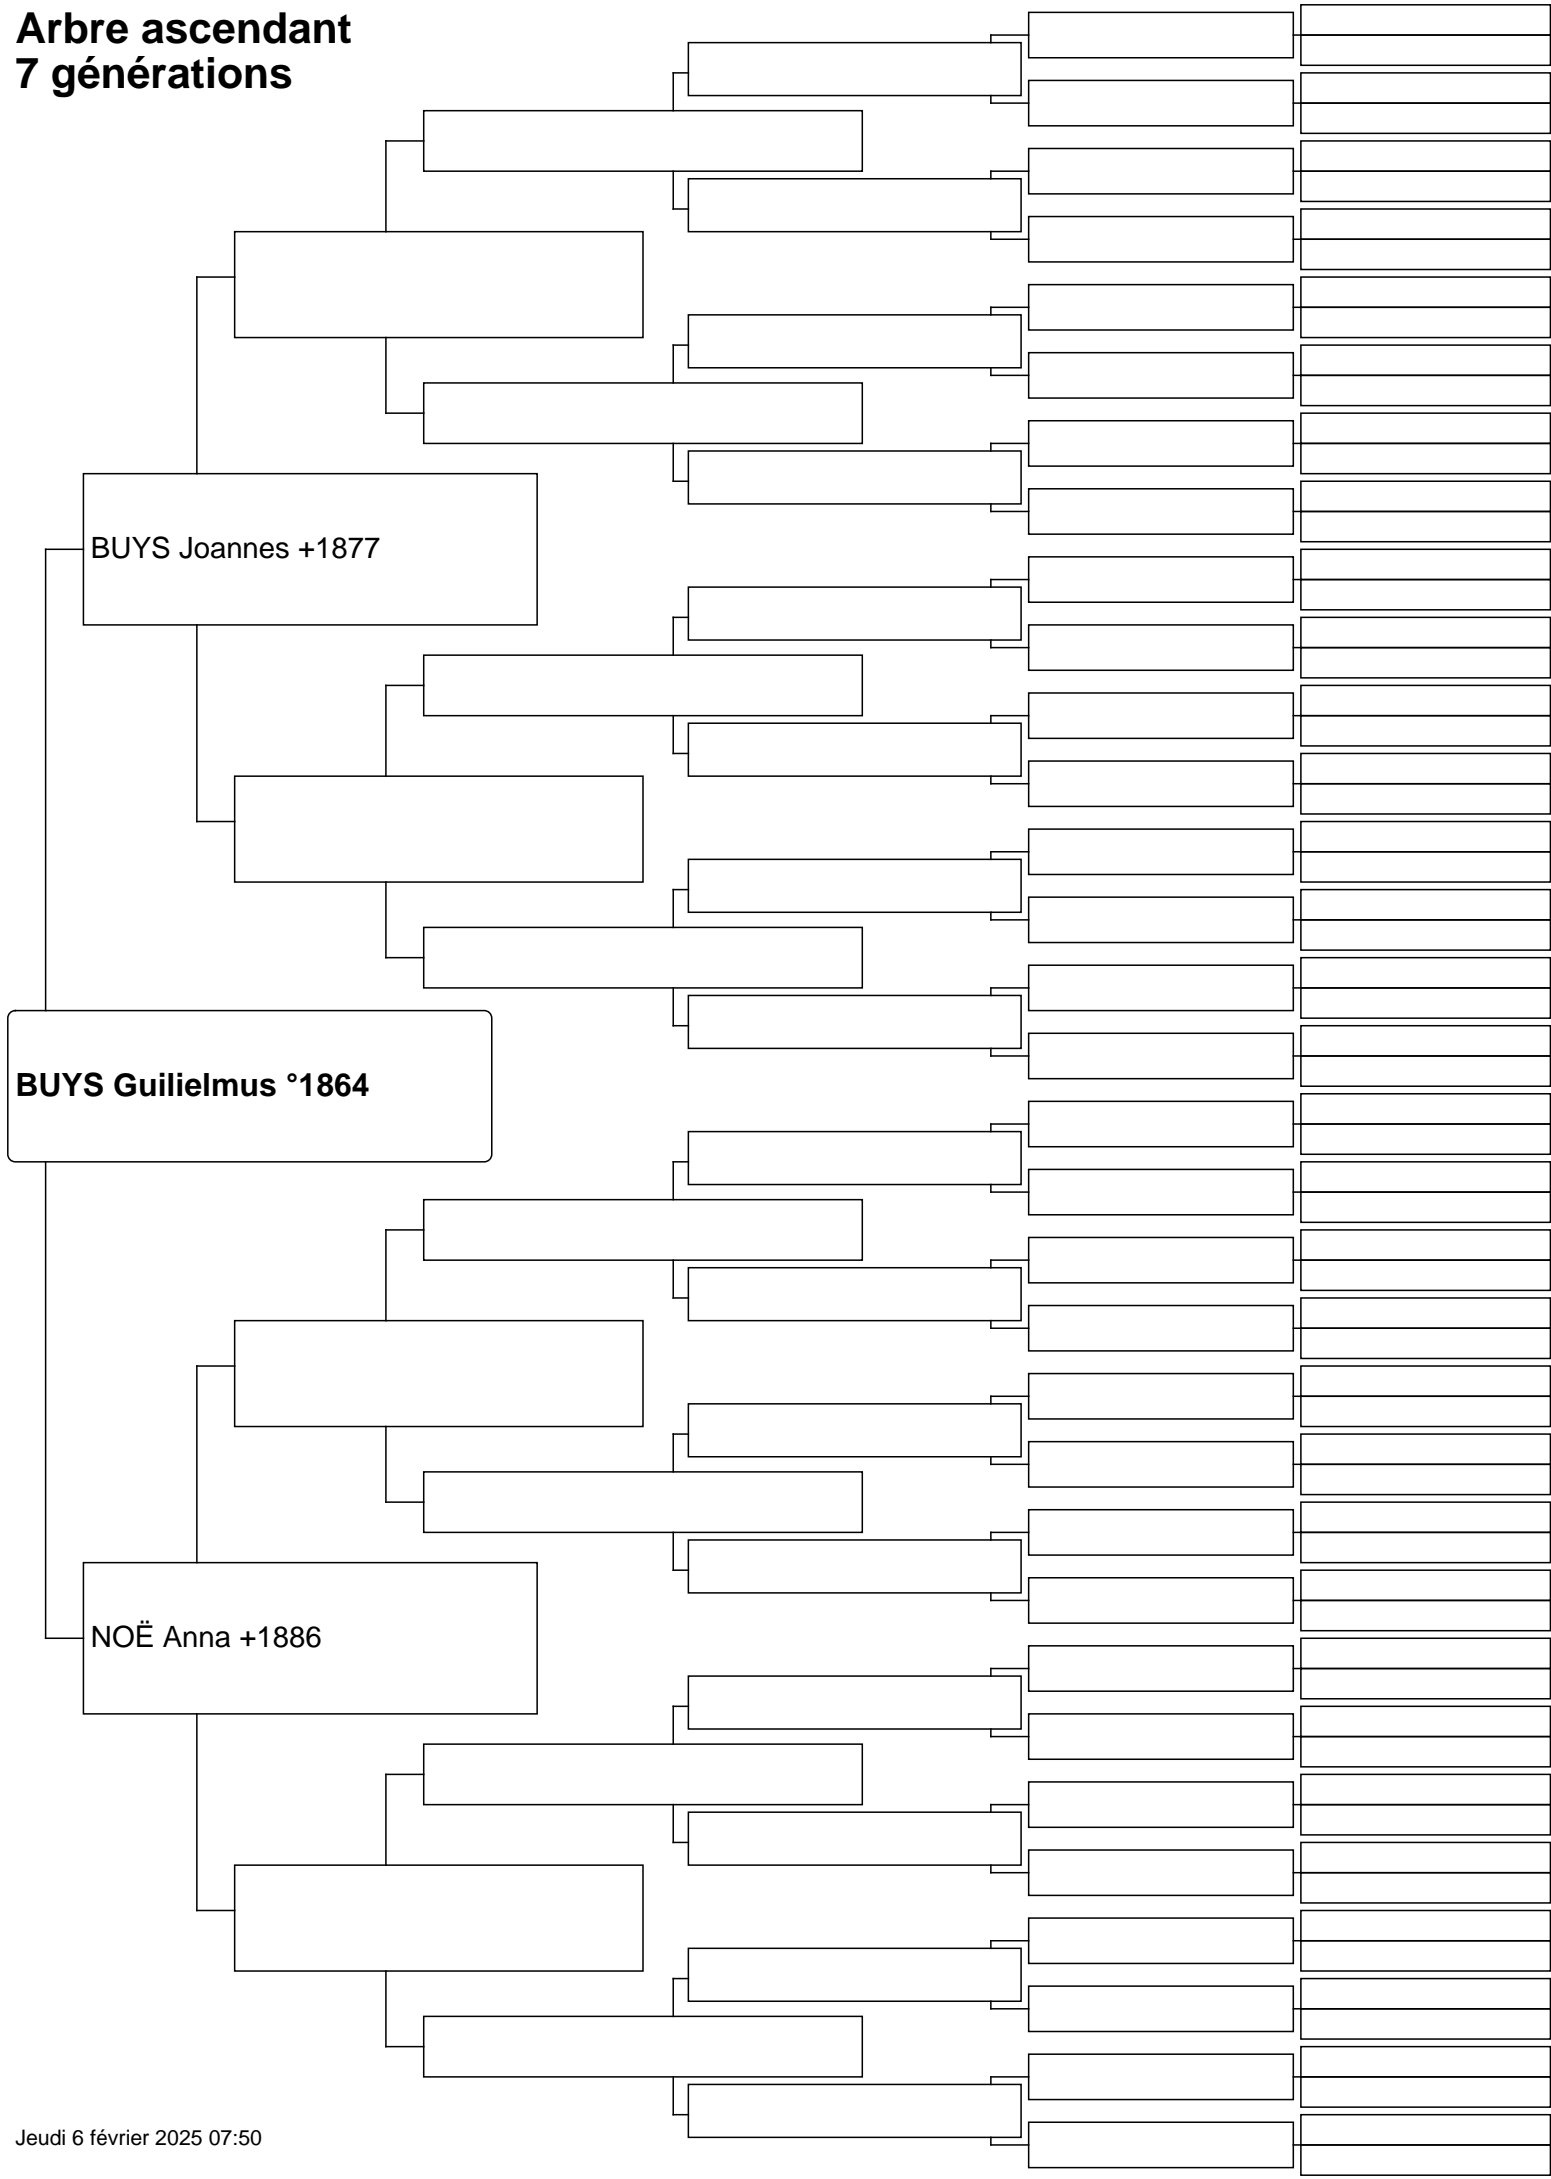 Arbre ascendant
7 générations
BUYS Joannes +1877
BUYS Guilielmus °1864
NOË Anna +1886
Jeudi 6 février 2025 07:50